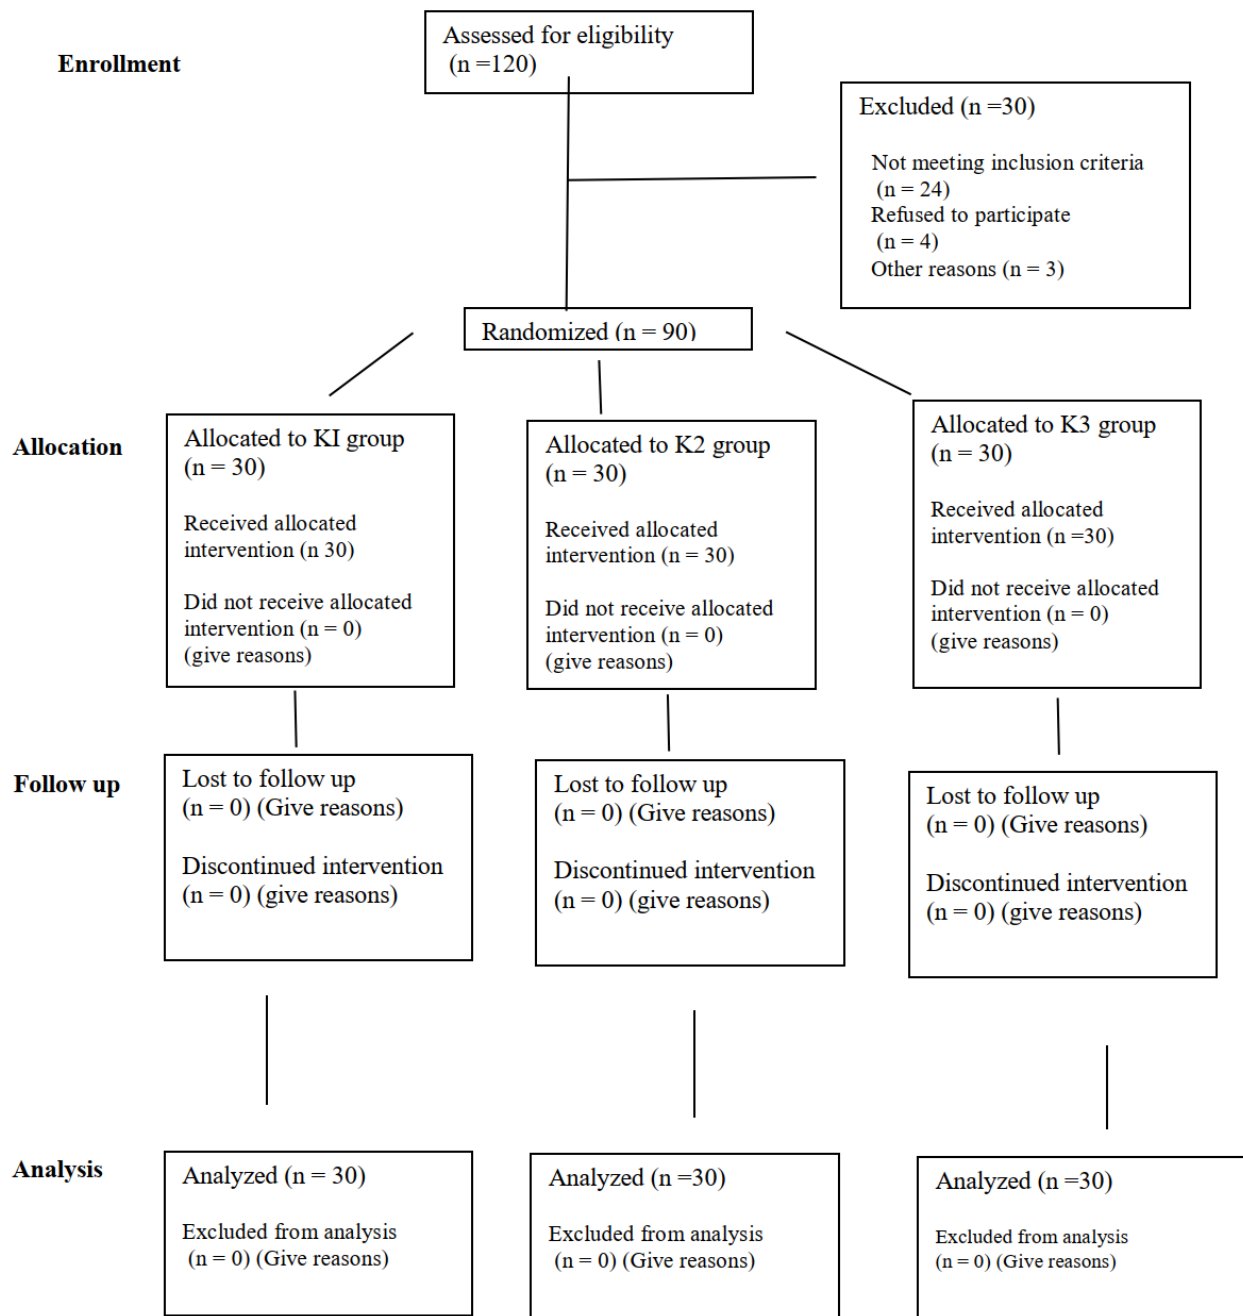 Enrollment
Assessed for eligibility
(n =120)
Excluded (n =30)
Not meeting inclusion criteria
(n = 24)
Refused to participate
(n = 4)
Other reasons (n = 3)
Randomized (n = 90)
Allocation
Allocated to KI group
(n = 30)
Received allocated
intervention (n 30)
Did not receive allocated
intervention (n = 0)
(give reasons)
Allocated to K2 group
(n = 30)
Received allocated
intervention (n = 30)
Did not receive allocated
intervention (n = 0)
(give reasons)
Allocated to K3 group
(n = 30)
Received allocated
intervention (n =30)
Did not receive allocated
intervention (n = 0)
(give reasons)
Follow up
Lost to follow up
(n = 0) (Give reasons)
Discontinued intervention
(n = 0) (give reasons)
Lost to follow up
(n = 0) (Give reasons)
Discontinued intervention
(n = 0) (give reasons)
Lost to follow up
(n = 0) (Give reasons)
Discontinued intervention
(n = 0) (give reasons)
Analysis
Analyzed (n = 30)
Excluded from analysis
(n = 0) (Give reasons)
Analyzed (n =30)
Excluded from analysis
(n = 0) (Give reasons)
Analyzed (n =30)
Excluded from analysis
(n = 0) (Give reasons)